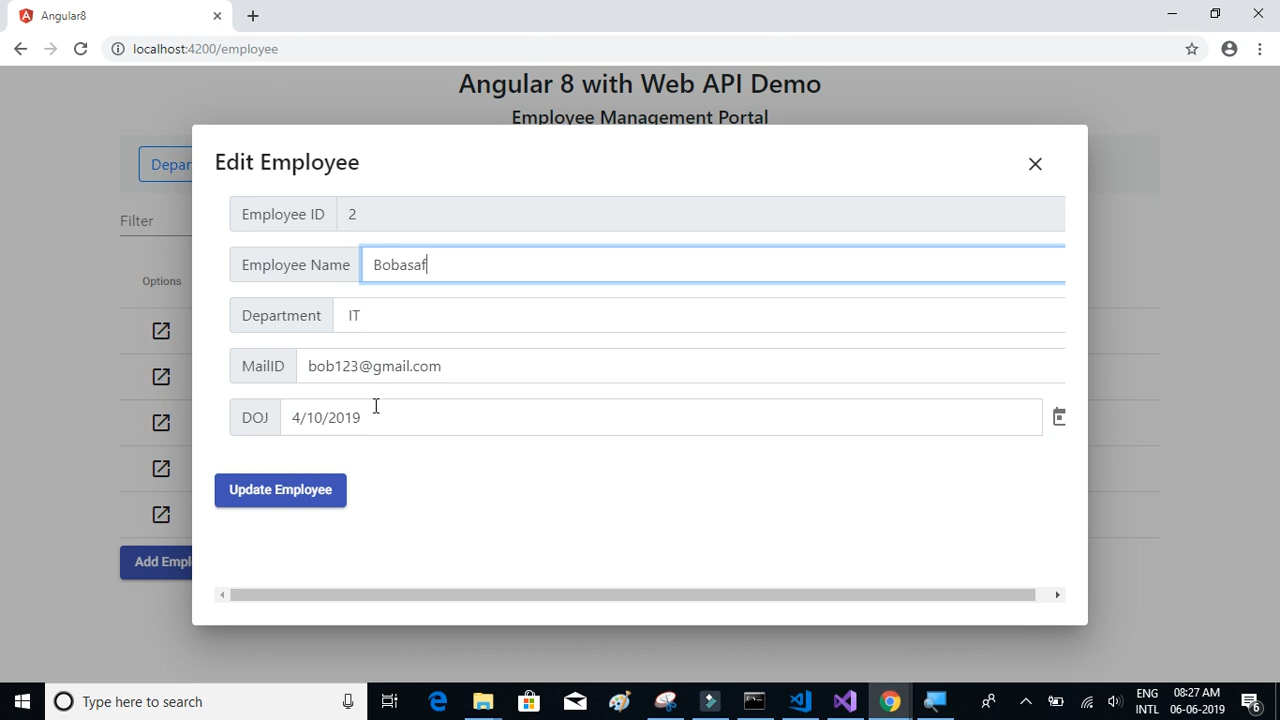 Angular8
localhost:4200/employee
Angular 8 with Web API Demo
Employee Management Portal
Depar
Filter
Options
Edit Employee
Employee ID 2
Employee Name Bobasaf
Department IT
MailID bob123@gmail.com
DOJ 4/10/2019
Update Employee
Add Empl
Type here to search
ENG 08:27 AM
INTL 06-06-2019 6